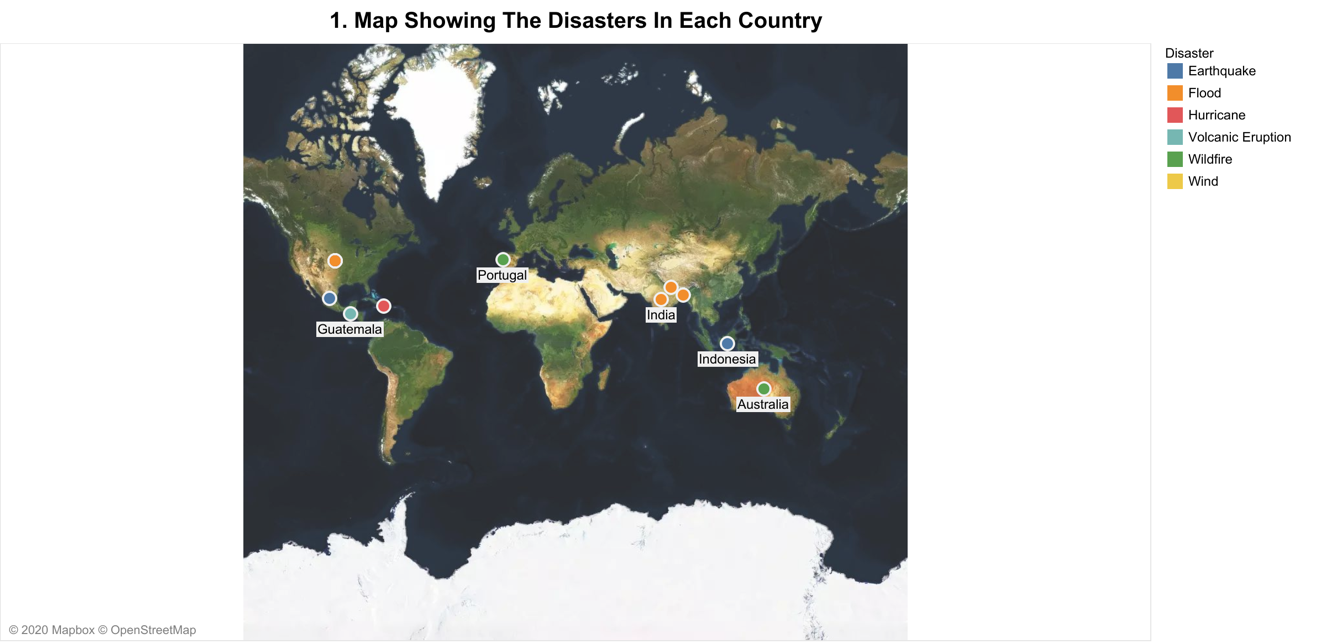 1. Map Showing The Disasters In Each Country
Disaster
Earthquake
Flood
Hurricane
Volcanic Eruption
Wildfire
Wind
Portugal
India
Guatemala
Indonesia
Australia
© 2020 Mapbox © OpenStreetMap